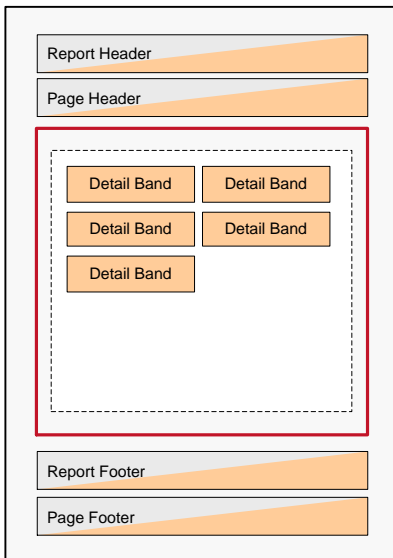 Report Header
Page Header
Detail Band Detail Band
Detail Band Detail Band
Detail Band
Report Footer
Page Footer